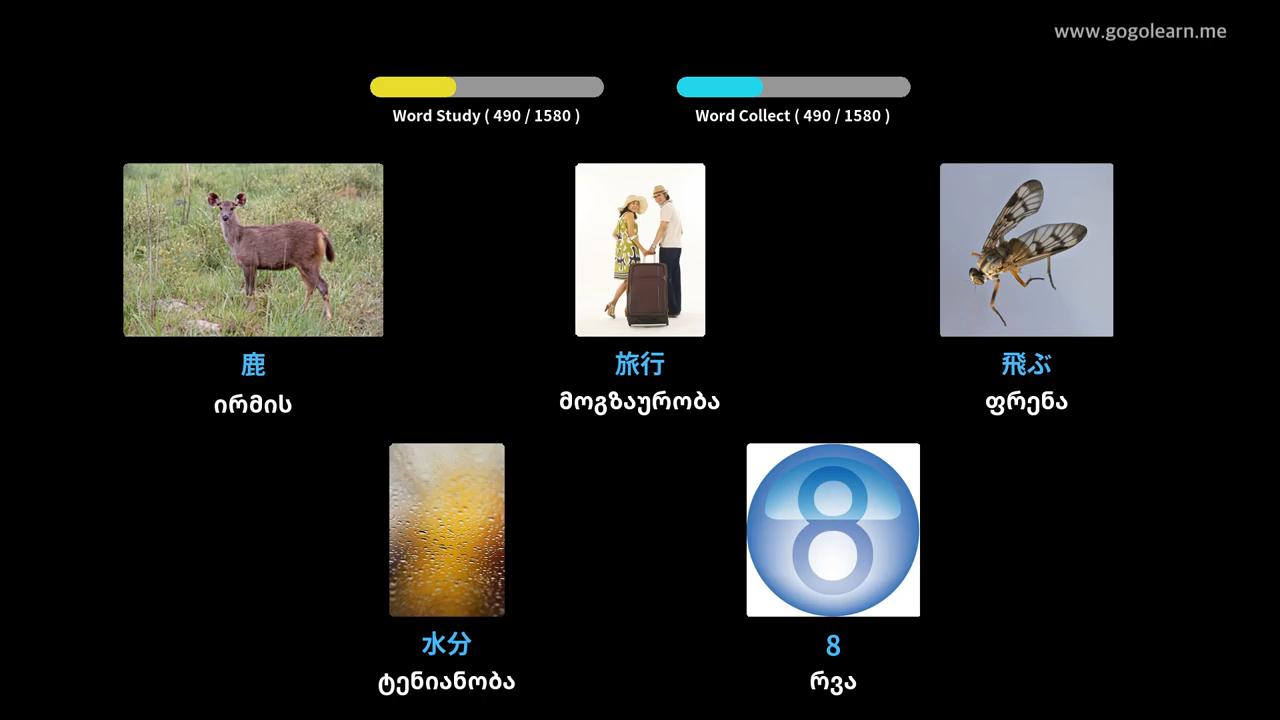 www.gogolearn.me
Word Study ( 490 / 1580 )
Word Collect ( 490 / 1580 )
鹿
ირმის
旅行
მოგზაურობა
飛ぶ
ფრენა
水分
ტენიანობა
8
8
რვა